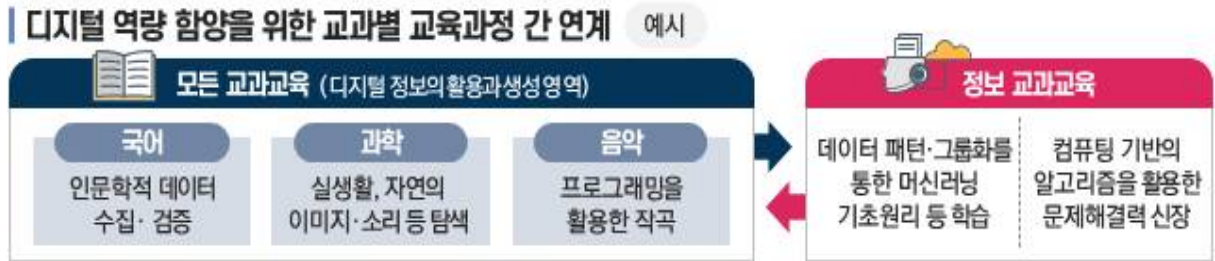 디지털 역량 함양을 위한 교과별 교육과정 간 연계 예시
모든 교과교육 (디지털 정보의 활용과 생성 영역)
국어
인문학적 데이터
수집· 검증
과학
실생활, 자연의
이미지·소리 등 탐색
음악
프로그래밍을
활용한 작곡
정보 교과교육
데이터 패턴·그룹화를
통한 머신러닝
기초원리 등 학습
컴퓨팅 기반의
알고리즘을 활용한
문제해결력 신장